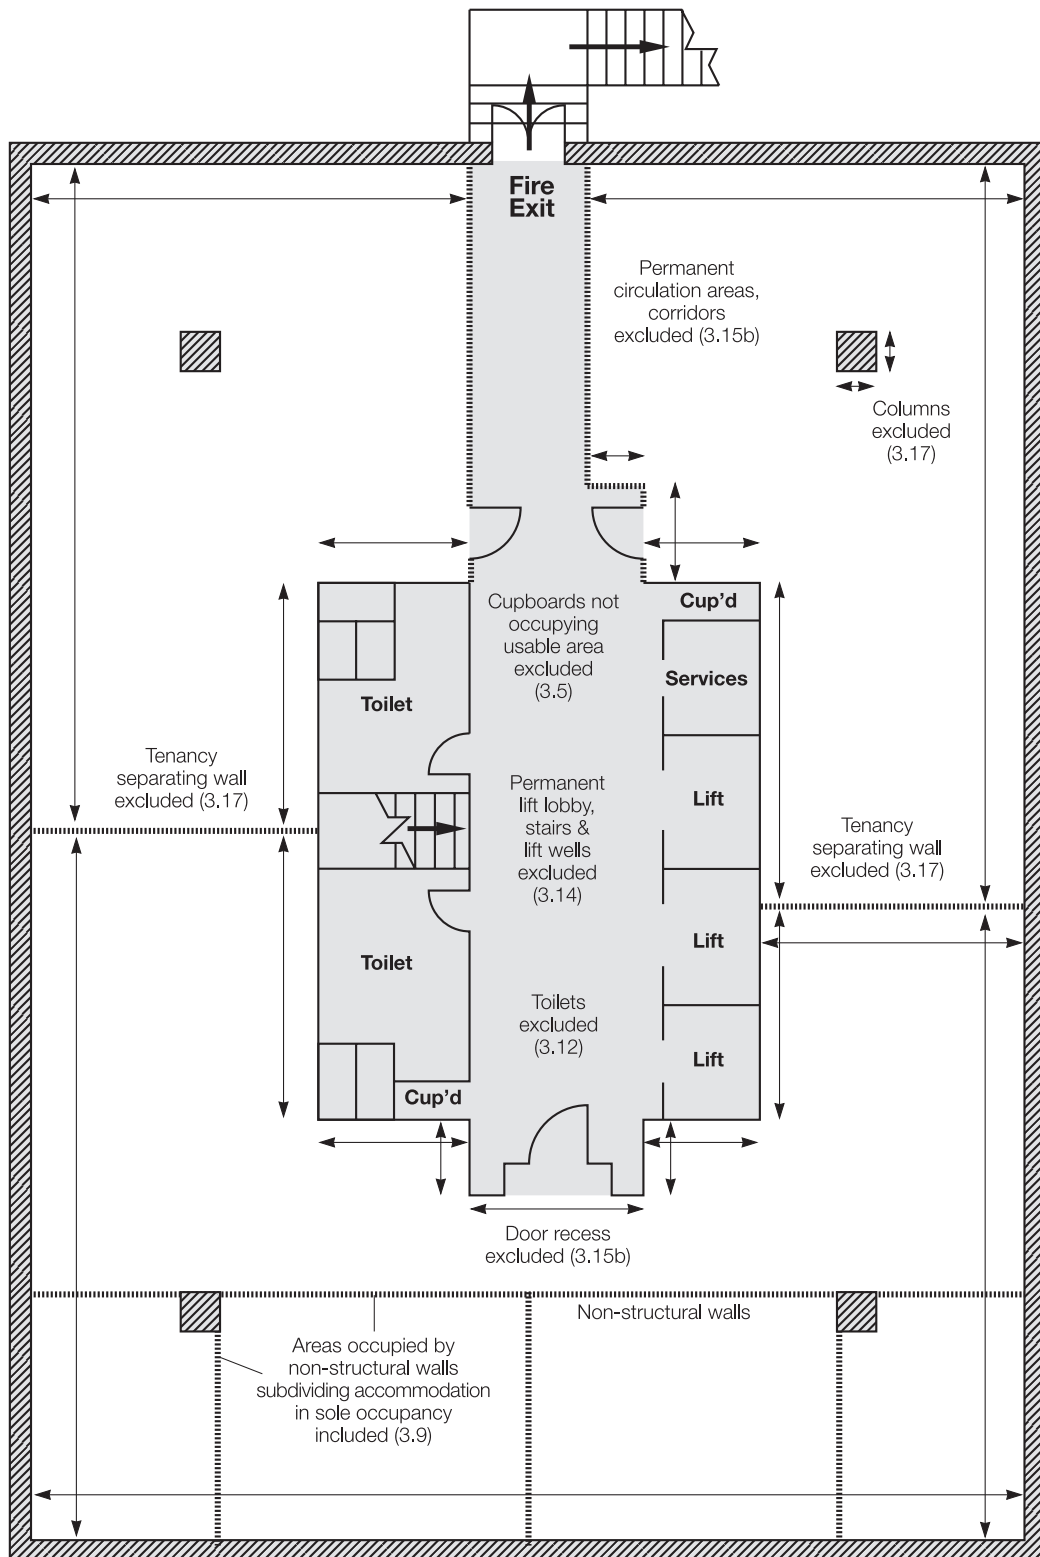 Fire
Exit
Permanent
circulation areas,
corridors
excluded (3.15b)
Columns
excluded
(3.17)
Cupboards not
occupying
usable area
excluded
(3.5)
Cup’d
Services
Toilet
Tenancy
separating wall
excluded (3.17)
Permanent
lift lobby,
stairs &
lift wells
excluded
(3.14)
Lift
Tenancy
separating wall
excluded (3.17)
Toilet
Lift
Toilets
excluded
(3.12)
Lift
Cup’d
Door recess
excluded (3.15b)
Non-structural walls
Areas occupied by
non-structural walls
subdividing accommodation
in sole occupancy
included (3.9)